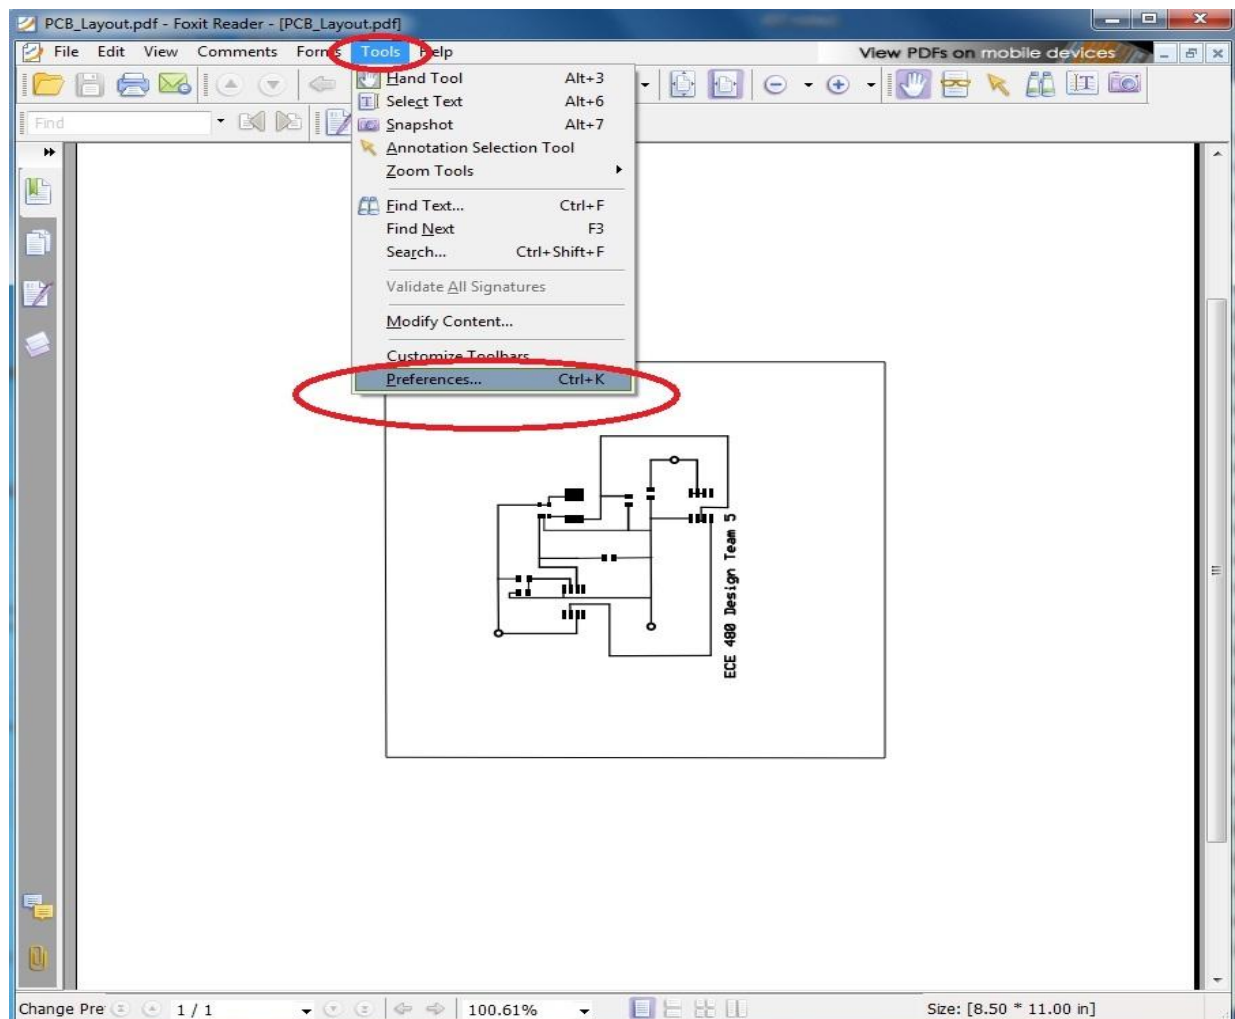 PCB_Layout.pdf - Foxit Reader - [PCB_Layout.pdf]
File Edit View Comments Forms Tools Help View PDFs on mobile devices
Hand Tool Alt+3
Select Text Alt+6
Find
Snapshot Alt+7
Annotation Selection Tool
Zoom Tools
Find Text... Ctrl+F
Find Next F3
Search... Ctrl+Shift+F
Validate All Signatures
Modify Content...
Customize Toolbars...
Preferences... Ctrl+K
ECE 480 Design Team 5
Change Pre 1 / 1 100.61% Size: [8.50 * 11.00 in]